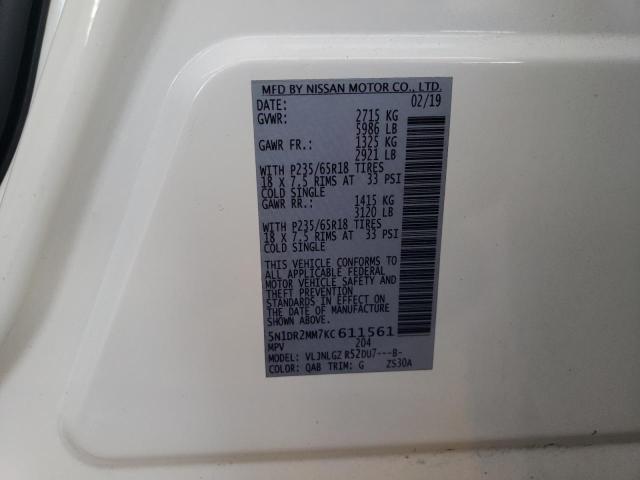 MFD BY NISSAN MOTOR CO., LTD.
DATE: 02/19
GVWR: 2715 KG
5986 LB
GAWR FR.: 1325 KG
2921 LB
WITH P235/65R18 TIRES
18 X 7.5 RIMS AT 33 PSI
COLD SINGLE
GAWR RR.: 1415 KG
3120 LB
WITH P235/65R18 TIRES
18 X 7.5 RIMS AT 33 PSI
COLD SINGLE
THIS VEHICLE CONFORMS TO
ALL APPLICABLE FEDERAL
MOTOR VEHICLE SAFETY AND
THEFT PREVENTION
STANDARDS IN EFFECT ON
THE DATE OF MANUFACTURE
SHOWN ABOVE.
5N1DR2MM7KC611561
MPV 204
MODEL: VLJNLGZ R52DU7---B-
COLOR: QAB TRIM: G ZS30A